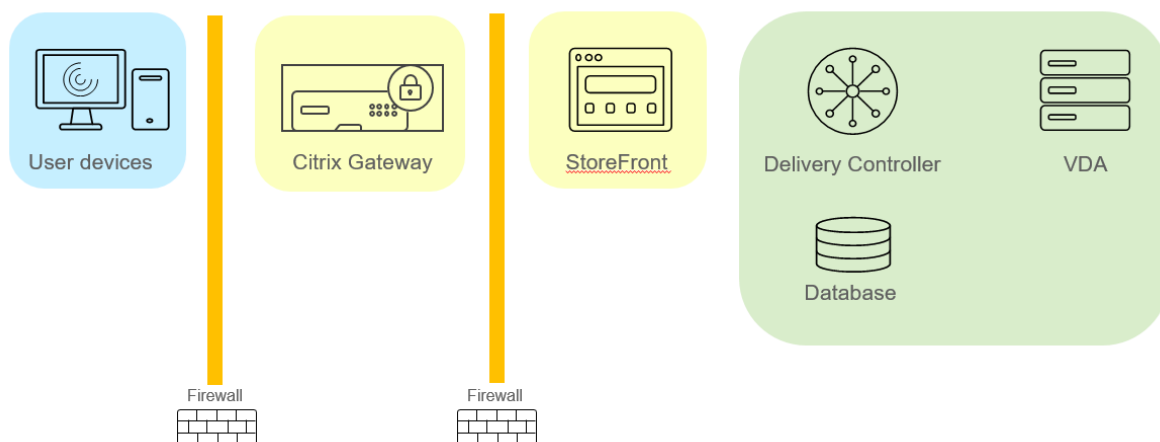 User devices
Citrix Gateway
StoreFront
Delivery Controller
VDA
Database
Firewall
Firewall